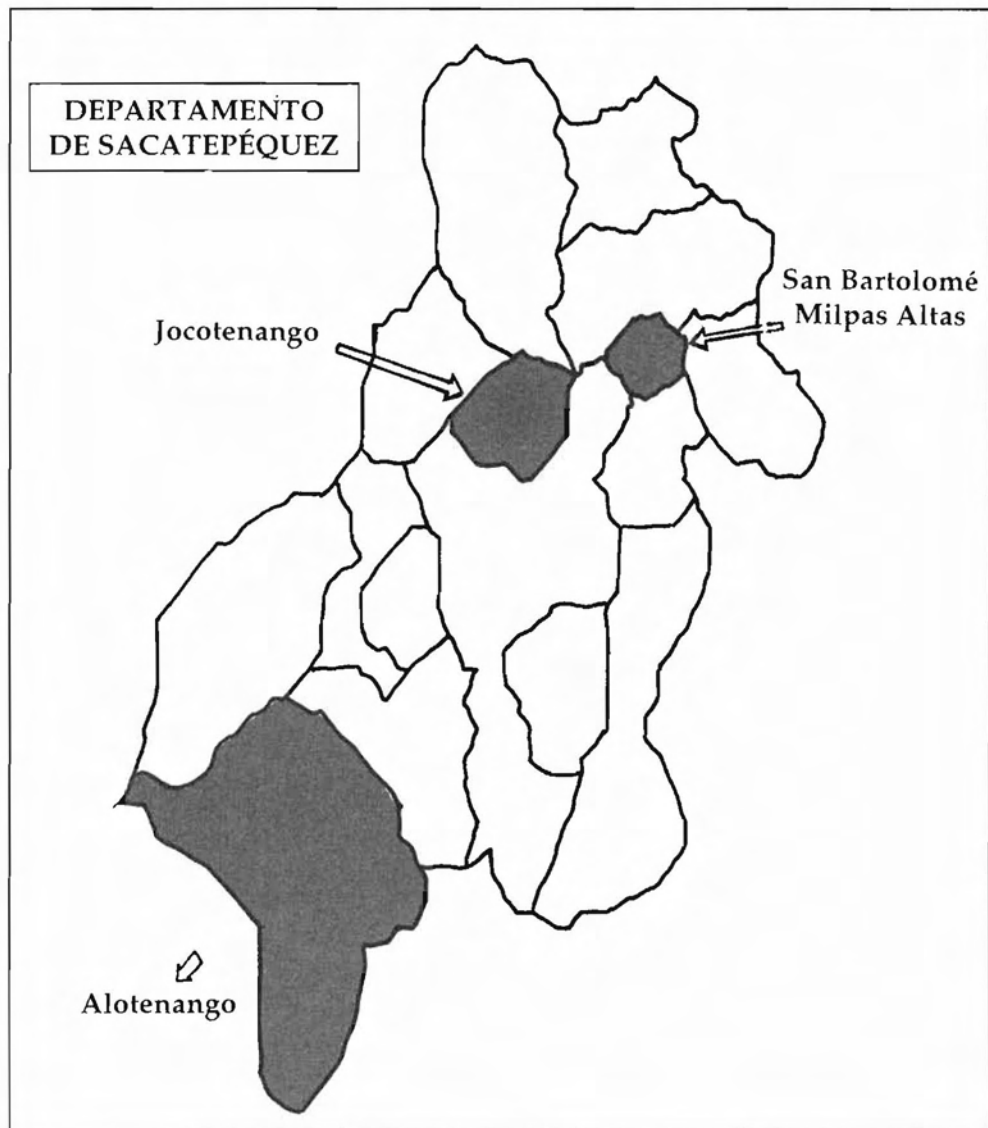 DEPARTAMENTO
DE SACATEPÉQUEZ
San Bartolomé
Milpas Altas
Jocotenango
Alotenango